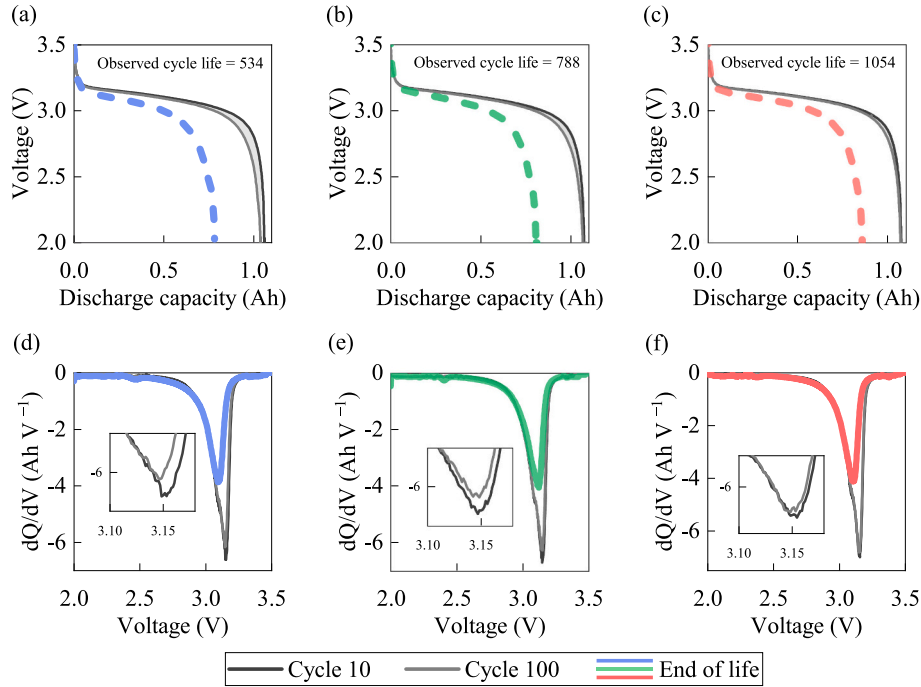 (a)
(b)
(c)
3.5
3.0
2.5
2.0
Voltage (V)
Observed cycle life = 534
0.0
0.5
1.0
Discharge capacity (Ah)
3.5
3.0
2.5
2.0
Voltage (V)
Observed cycle life = 788
0.0
0.5
1.0
Discharge capacity (Ah)
3.5
3.0
2.5
2.0
Voltage (V)
Observed cycle life = 1054
0.0
0.5
1.0
Discharge capacity (Ah)
(d)
(e)
(f)
0
-2
-4
-6
dQ/dV (Ah V⁻¹)
-6
3.10
3.15
2.0
2.5
3.0
3.5
Voltage (V)
0
-2
-4
-6
dQ/dV (Ah V⁻¹)
-6
3.10
3.15
2.0
2.5
3.0
3.5
Voltage (V)
0
-2
-4
-6
dQ/dV (Ah V⁻¹)
-6
3.10
3.15
2.0
2.5
3.0
3.5
Voltage (V)
Cycle 10
Cycle 100
End of life